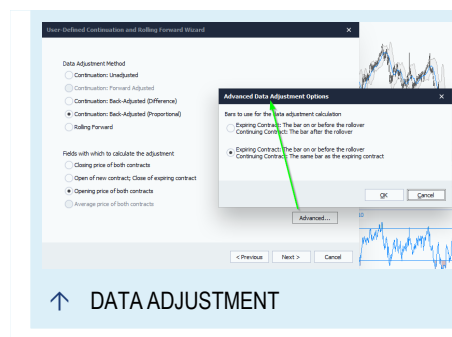 User-Defined Continuation and Rolling Forward Wizard
Data Adjustment Method
Continuation: Unadjusted
Continuation: Forward Adjusted
Continuation: Back-Adjusted (Difference)
Continuation: Back-Adjusted (Proportional)
Rolling Forward
Fields with which to calculate the adjustment
Closing price of both contracts
Open of new contract; Close of expiring contract
Opening price of both contracts
Average price of both contracts
Advanced...
< Previous Next > Cancel
Advanced Data Adjustment Options
Bars to use for the data adjustment calculation
Expiring Contract: The bar on or before the rollover
Continuing Contract: The bar after the rollover
Expiring Contract: The bar on or before the rollover
Continuing Contract: The same bar as the expiring contract
OK Cancel
DATA ADJUSTMENT